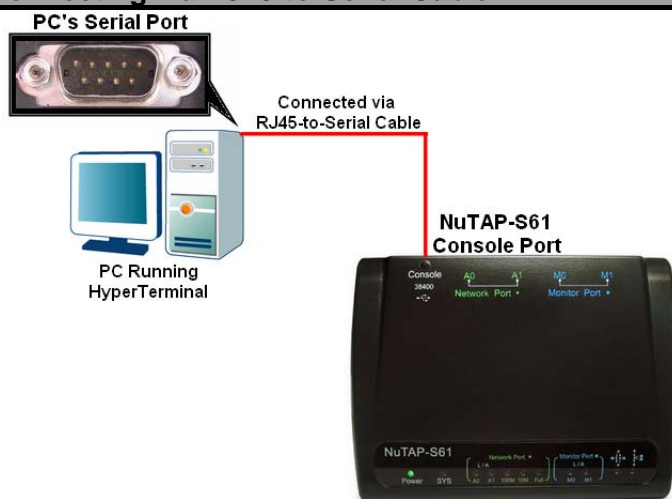 PC's Serial Port
Connected via
RJ45-to-Serial Cable
PC Running
HyperTerminal
NuTAP-S61
Console Port
Console
38400
A0 A1
Network Port
M0 M1
Monitor Port
NuTAP-S61
Network Port
Monitor Port
L/A
L/A
Power SYS A0 A1 100M 10M Full M0 M1